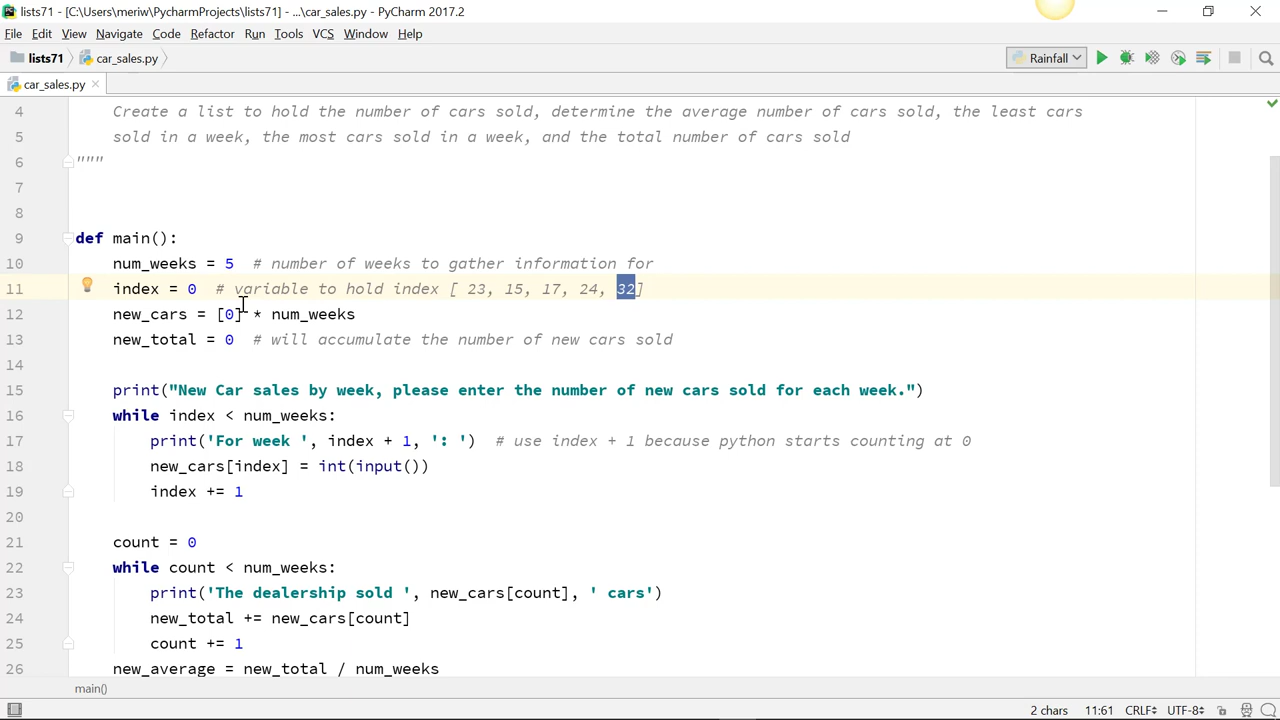 lists71 - [C:\Users\meriw\PycharmProjects\lists71] - ...\car_sales.py - PyCharm 2017.2
File Edit View Navigate Code Refactor Run Tools VCS Window Help
lists71 car_sales.py Rainfall
car_sales.py
4 Create a list to hold the number of cars sold, determine the average number of cars sold, the least cars
5 sold in a week, the most cars sold in a week, and the total number of cars sold
6 """
7
8
9 def main():
10 num_weeks = 5 # number of weeks to gather information for
11 index = 0 # variable to hold index [ 23, 15, 17, 24, 32]
12 new_cars = [0] * num_weeks
13 new_total = 0 # will accumulate the number of new cars sold
14
15 print("New Car sales by week, please enter the number of new cars sold for each week.")
16 while index < num_weeks:
17 print('For week ', index + 1, ': ') # use index + 1 because python starts counting at 0
18 new_cars[index] = int(input())
19 index += 1
20
21 count = 0
22 while count < num_weeks:
23 print('The dealership sold ', new_cars[count], ' cars')
24 new_total += new_cars[count]
25 count += 1
26 new_average = new_total / num_weeks
main()
2 chars 11:61 CRLF UTF-8